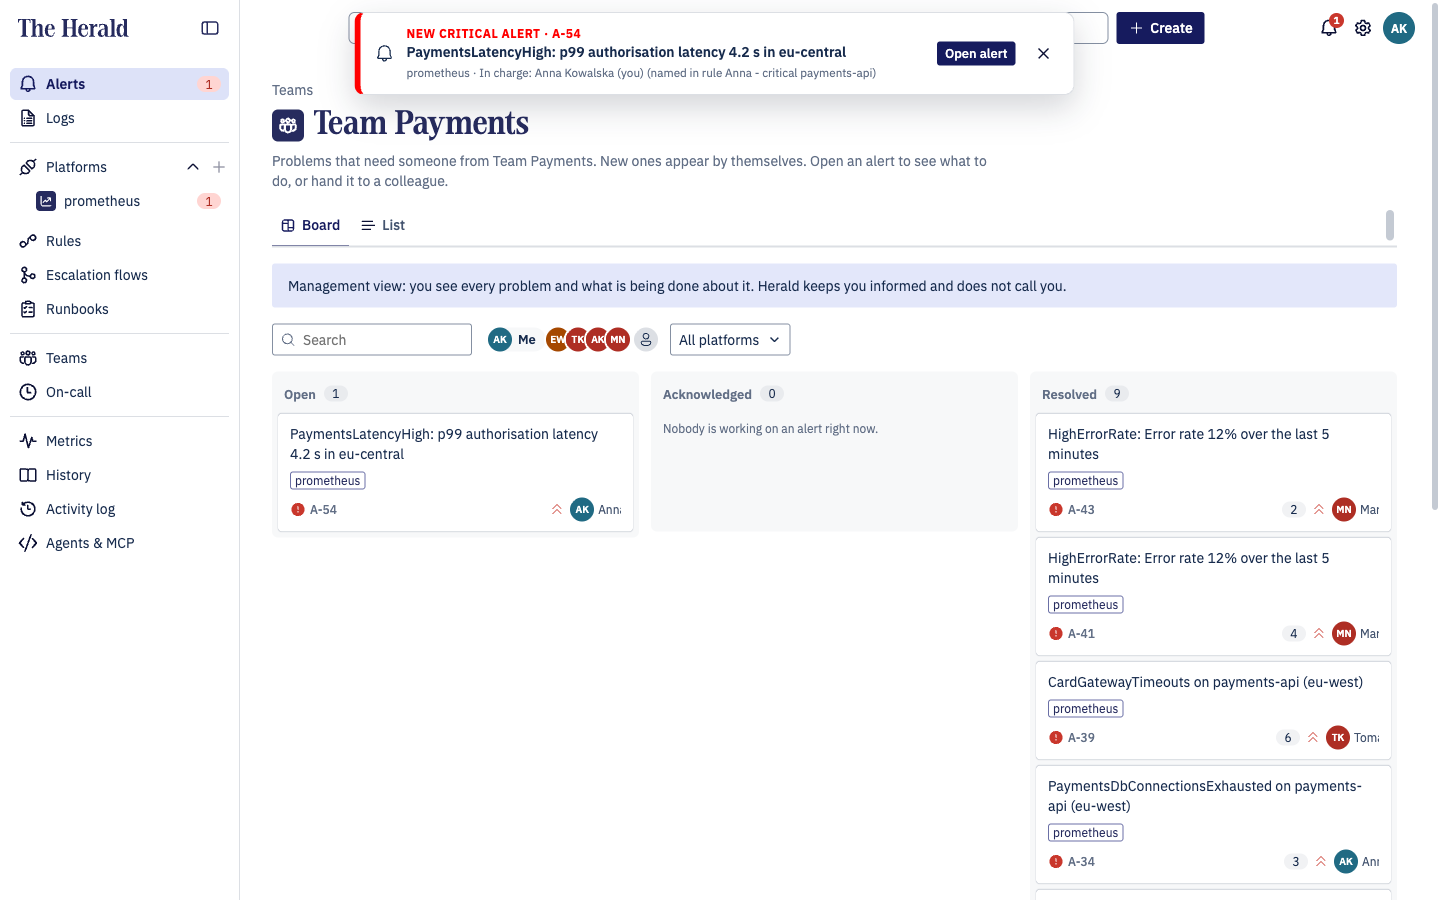 The Herald
Alerts 1
Logs
Platforms
prometheus 1
Rules
Escalation flows
Runbooks
Teams
On-call
Metrics
History
Activity log
Agents & MCP
NEW CRITICAL ALERT · A-54
PaymentsLatencyHigh: p99 authorisation latency 4.2 s in eu-central
prometheus · In charge: Anna Kowalska (you) (named in rule Anna - critical payments-api)
Open alert
Create
1
AK
Teams
Team Payments
Problems that need someone from Team Payments. New ones appear by themselves. Open an alert to see what to
do, or hand it to a colleague.
Board
List
Management view: you see every problem and what is being done about it. Herald keeps you informed and does not call you.
Search
AK Me EW TK AK MN
All platforms
Open 1
PaymentsLatencyHigh: p99 authorisation latency
4.2 s in eu-central
prometheus
A-54 AK Anna
Acknowledged 0
Nobody is working on an alert right now.
Resolved 9
HighErrorRate: Error rate 12% over the last 5
minutes
prometheus
A-43 2 MN Mar
HighErrorRate: Error rate 12% over the last 5
minutes
prometheus
A-41 4 MN Mar
CardGatewayTimeouts on payments-api (eu-west)
prometheus
A-39 6 TK Toma
PaymentsDbConnectionsExhausted on payments-
api (eu-west)
prometheus
A-34 3 AK Ann